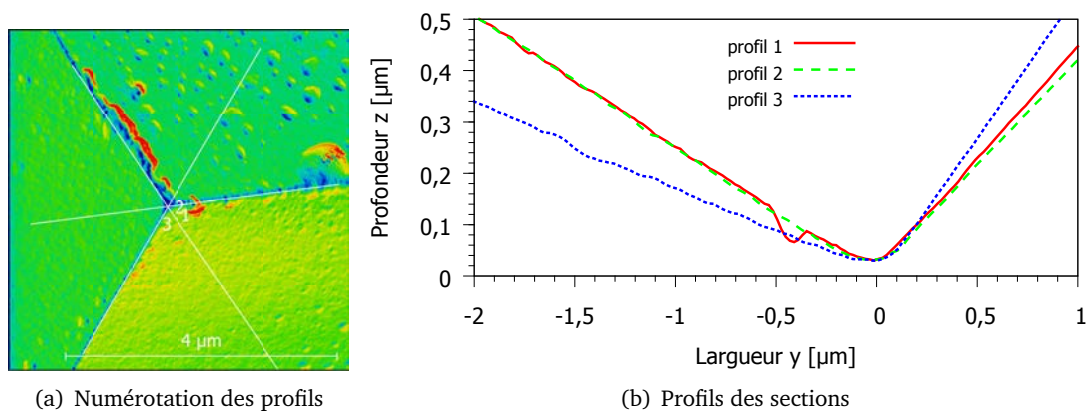 2
1
3
4 µm
(a) Numérotation des profils
Profondeur z [µm]
0,5
0,4
0,3
0,2
0,1
0
profil 1
profil 2
profil 3
-2 -1,5 -1 -0,5 0 0,5 1
Largueur y [µm]
(b) Profils des sections